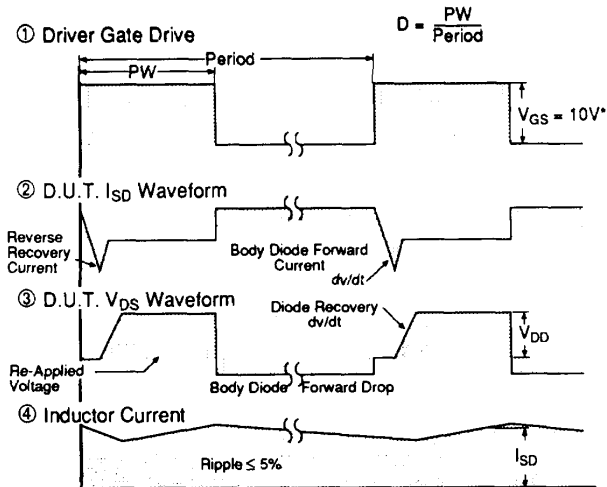 ① Driver Gate Drive
D = PW
Period
Period
PW
VGS = 10V*
② D.U.T. ISD Waveform
Reverse
Recovery
Current
Body Diode Forward
Current
dv/dt
③ D.U.T. VDS Waveform
Diode Recovery
dv/dt
VDD
Re-Applied
Voltage
Body Diode Forward Drop
④ Inductor Current
Ripple ≤ 5%
ISD